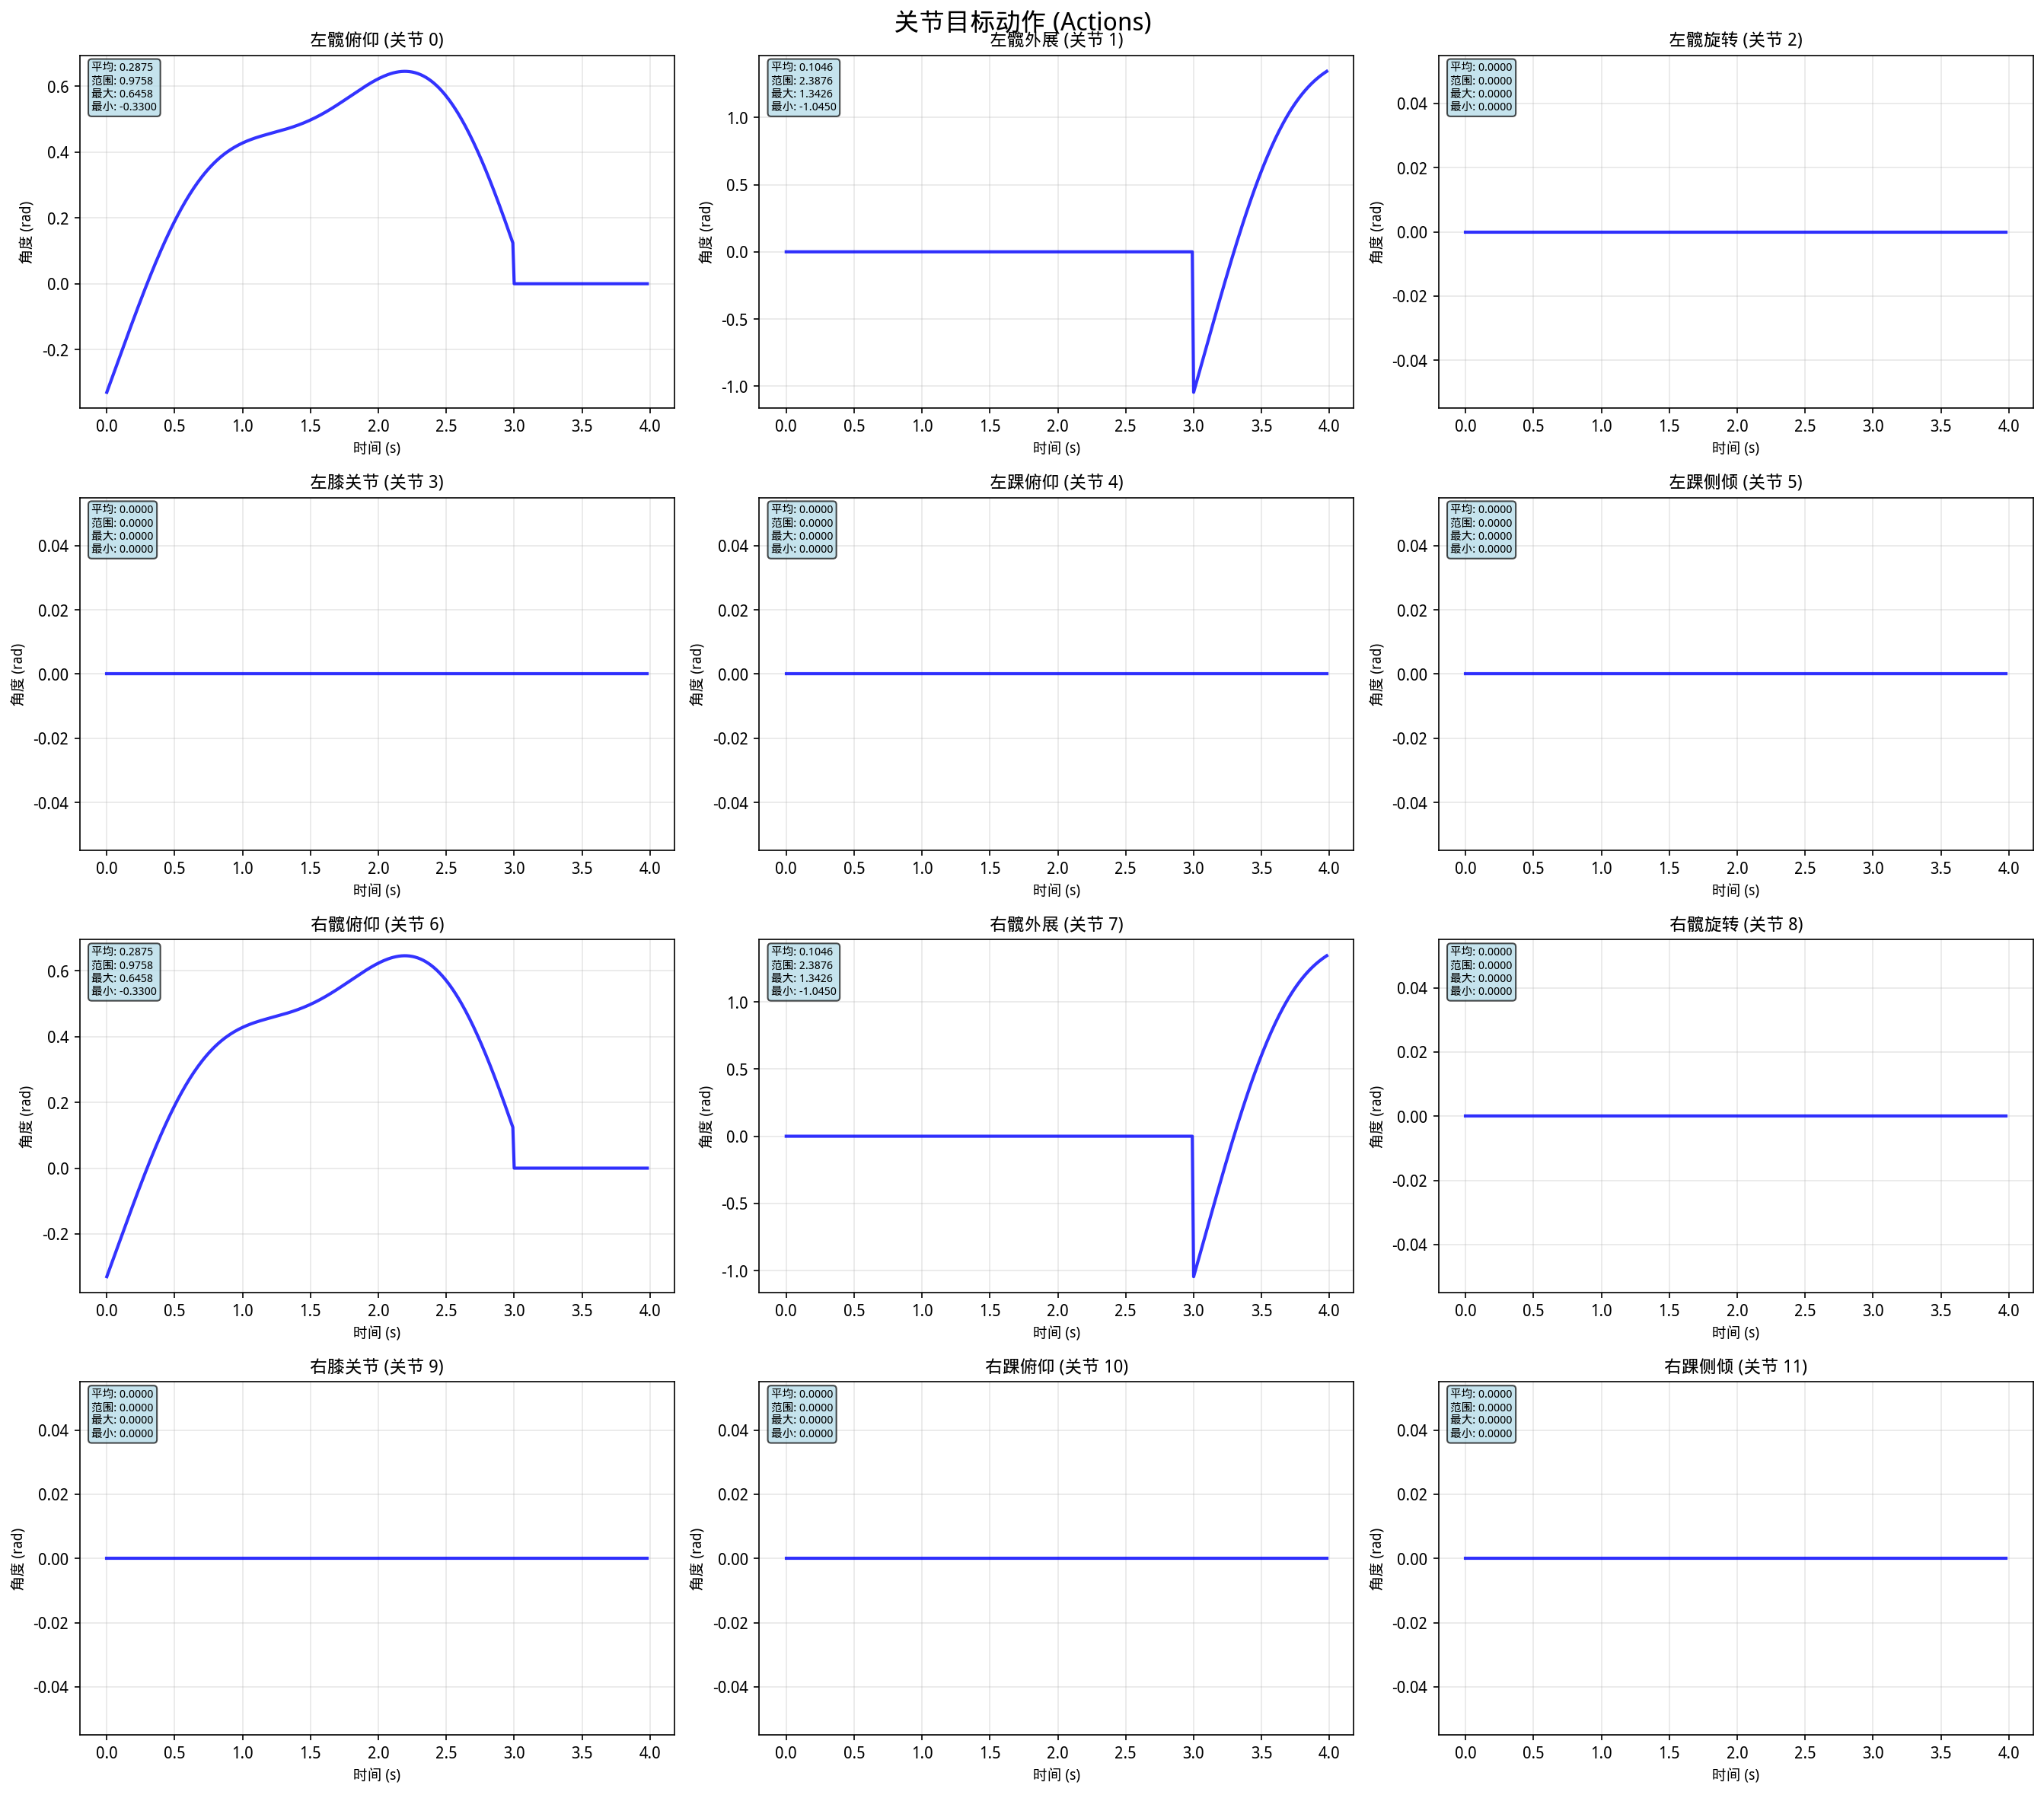 关节目标动作 (Actions)
左髋俯仰 (关节 0)
平均: 0.2875
范围: 0.9758
最大: 0.6458
最小: -0.3300
0.6
0.4
0.2
0.0
-0.2
角度 (rad)
0.0 0.5 1.0 1.5 2.0 2.5 3.0 3.5 4.0
时间 (s)
左髋外展 (关节 1)
平均: 0.1046
范围: 2.3876
最大: 1.3426
最小: -1.0450
1.0
0.5
0.0
-0.5
-1.0
角度 (rad)
0.0 0.5 1.0 1.5 2.0 2.5 3.0 3.5 4.0
时间 (s)
左髋旋转 (关节 2)
平均: 0.0000
范围: 0.0000
最大: 0.0000
最小: 0.0000
0.04
0.02
0.00
-0.02
-0.04
角度 (rad)
0.0 0.5 1.0 1.5 2.0 2.5 3.0 3.5 4.0
时间 (s)
左膝关节 (关节 3)
平均: 0.0000
范围: 0.0000
最大: 0.0000
最小: 0.0000
0.04
0.02
0.00
-0.02
-0.04
角度 (rad)
0.0 0.5 1.0 1.5 2.0 2.5 3.0 3.5 4.0
时间 (s)
左踝俯仰 (关节 4)
平均: 0.0000
范围: 0.0000
最大: 0.0000
最小: 0.0000
0.04
0.02
0.00
-0.02
-0.04
角度 (rad)
0.0 0.5 1.0 1.5 2.0 2.5 3.0 3.5 4.0
时间 (s)
左踝侧倾 (关节 5)
平均: 0.0000
范围: 0.0000
最大: 0.0000
最小: 0.0000
0.04
0.02
0.00
-0.02
-0.04
角度 (rad)
0.0 0.5 1.0 1.5 2.0 2.5 3.0 3.5 4.0
时间 (s)
右髋俯仰 (关节 6)
平均: 0.2875
范围: 0.9758
最大: 0.6458
最小: -0.3300
0.6
0.4
0.2
0.0
-0.2
角度 (rad)
0.0 0.5 1.0 1.5 2.0 2.5 3.0 3.5 4.0
时间 (s)
右髋外展 (关节 7)
平均: 0.1046
范围: 2.3876
最大: 1.3426
最小: -1.0450
1.0
0.5
0.0
-0.5
-1.0
角度 (rad)
0.0 0.5 1.0 1.5 2.0 2.5 3.0 3.5 4.0
时间 (s)
右髋旋转 (关节 8)
平均: 0.0000
范围: 0.0000
最大: 0.0000
最小: 0.0000
0.04
0.02
0.00
-0.02
-0.04
角度 (rad)
0.0 0.5 1.0 1.5 2.0 2.5 3.0 3.5 4.0
时间 (s)
右膝关节 (关节 9)
平均: 0.0000
范围: 0.0000
最大: 0.0000
最小: 0.0000
0.04
0.02
0.00
-0.02
-0.04
角度 (rad)
0.0 0.5 1.0 1.5 2.0 2.5 3.0 3.5 4.0
时间 (s)
右踝俯仰 (关节 10)
平均: 0.0000
范围: 0.0000
最大: 0.0000
最小: 0.0000
0.04
0.02
0.00
-0.02
-0.04
角度 (rad)
0.0 0.5 1.0 1.5 2.0 2.5 3.0 3.5 4.0
时间 (s)
右踝侧倾 (关节 11)
平均: 0.0000
范围: 0.0000
最大: 0.0000
最小: 0.0000
0.04
0.02
0.00
-0.02
-0.04
角度 (rad)
0.0 0.5 1.0 1.5 2.0 2.5 3.0 3.5 4.0
时间 (s)